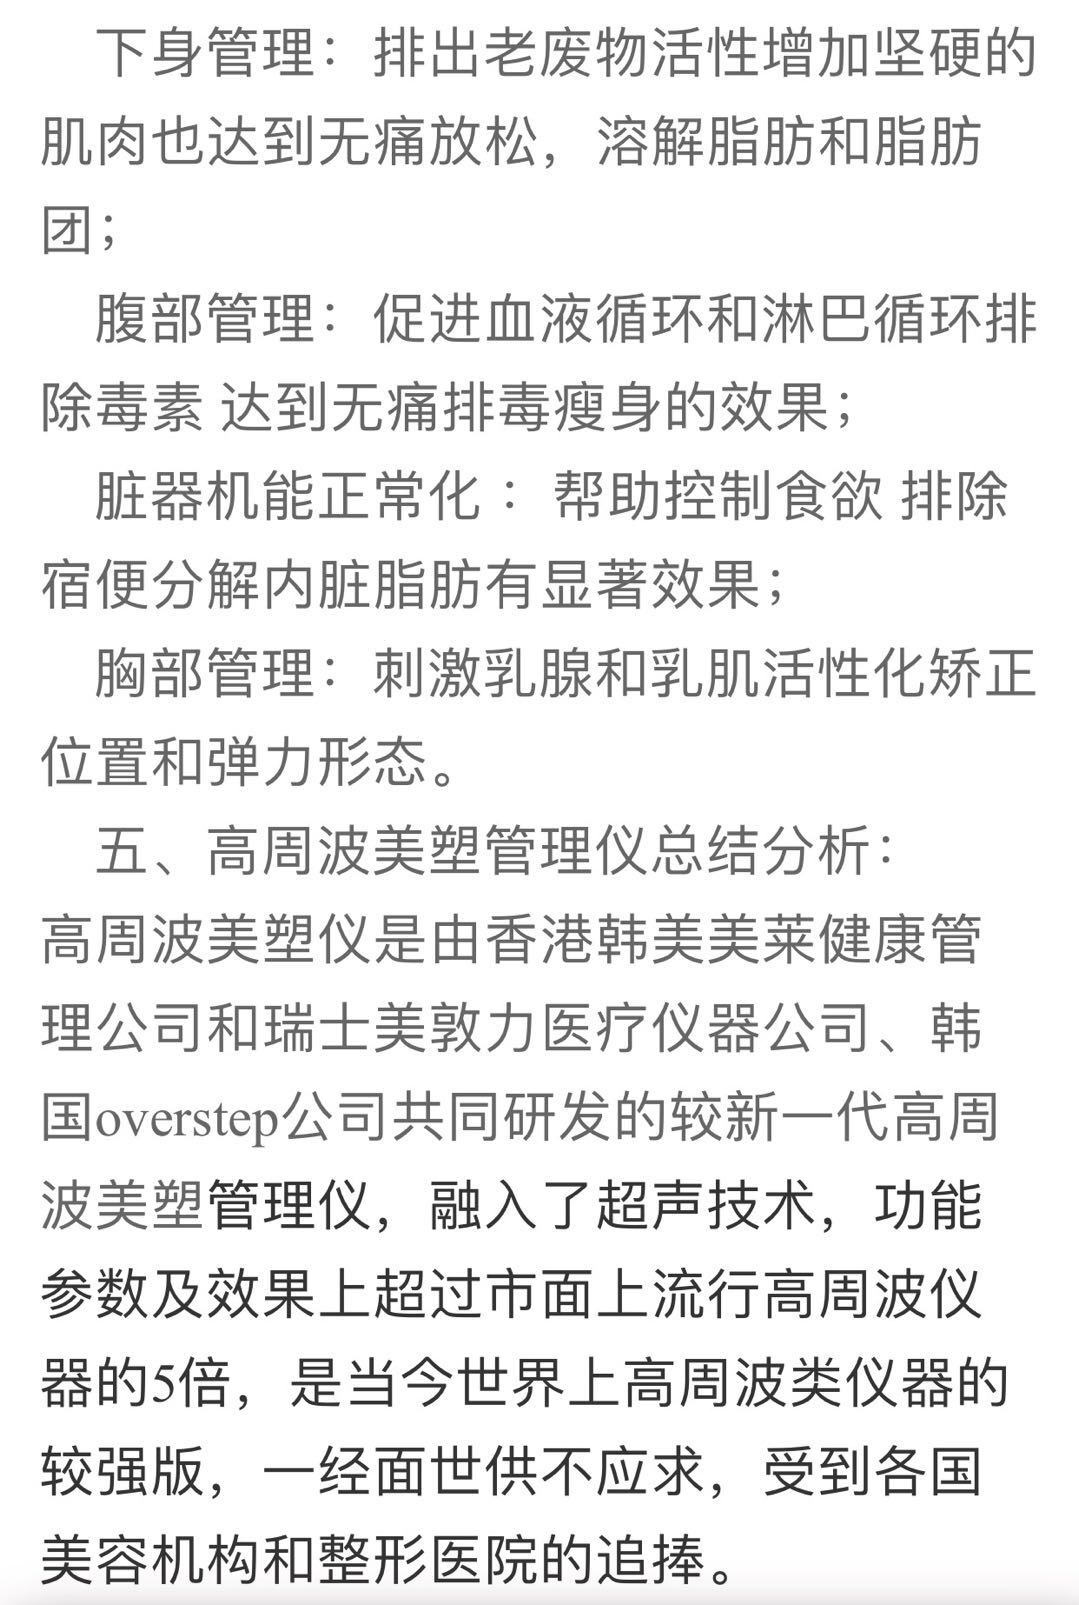 下身管理：排出老废物活性增加坚硬的
肌肉也达到无痛放松，溶解脂肪和脂肪
团；
腹部管理：促进血液循环和淋巴循环排
除毒素 达到无痛排毒瘦身的效果；
脏器机能正常化 ：帮助控制食欲 排除
宿便分解内脏脂肪有显著效果；
胸部管理：刺激乳腺和乳肌活性化矫正
位置和弹力形态。
五、高周波美塑管理仪总结分析：
高周波美塑仪是由香港韩美美莱健康管
理公司和瑞士美敦力医疗仪器公司、韩
国overstep公司共同研发的较新一代高周
波美塑管理仪，融入了超声技术，功能
参数及效果上超过市面上流行高周波仪
器的5倍，是当今世界上高周波类仪器的
较强版，一经面世供不应求，受到各国
美容机构和整形医院的追捧。